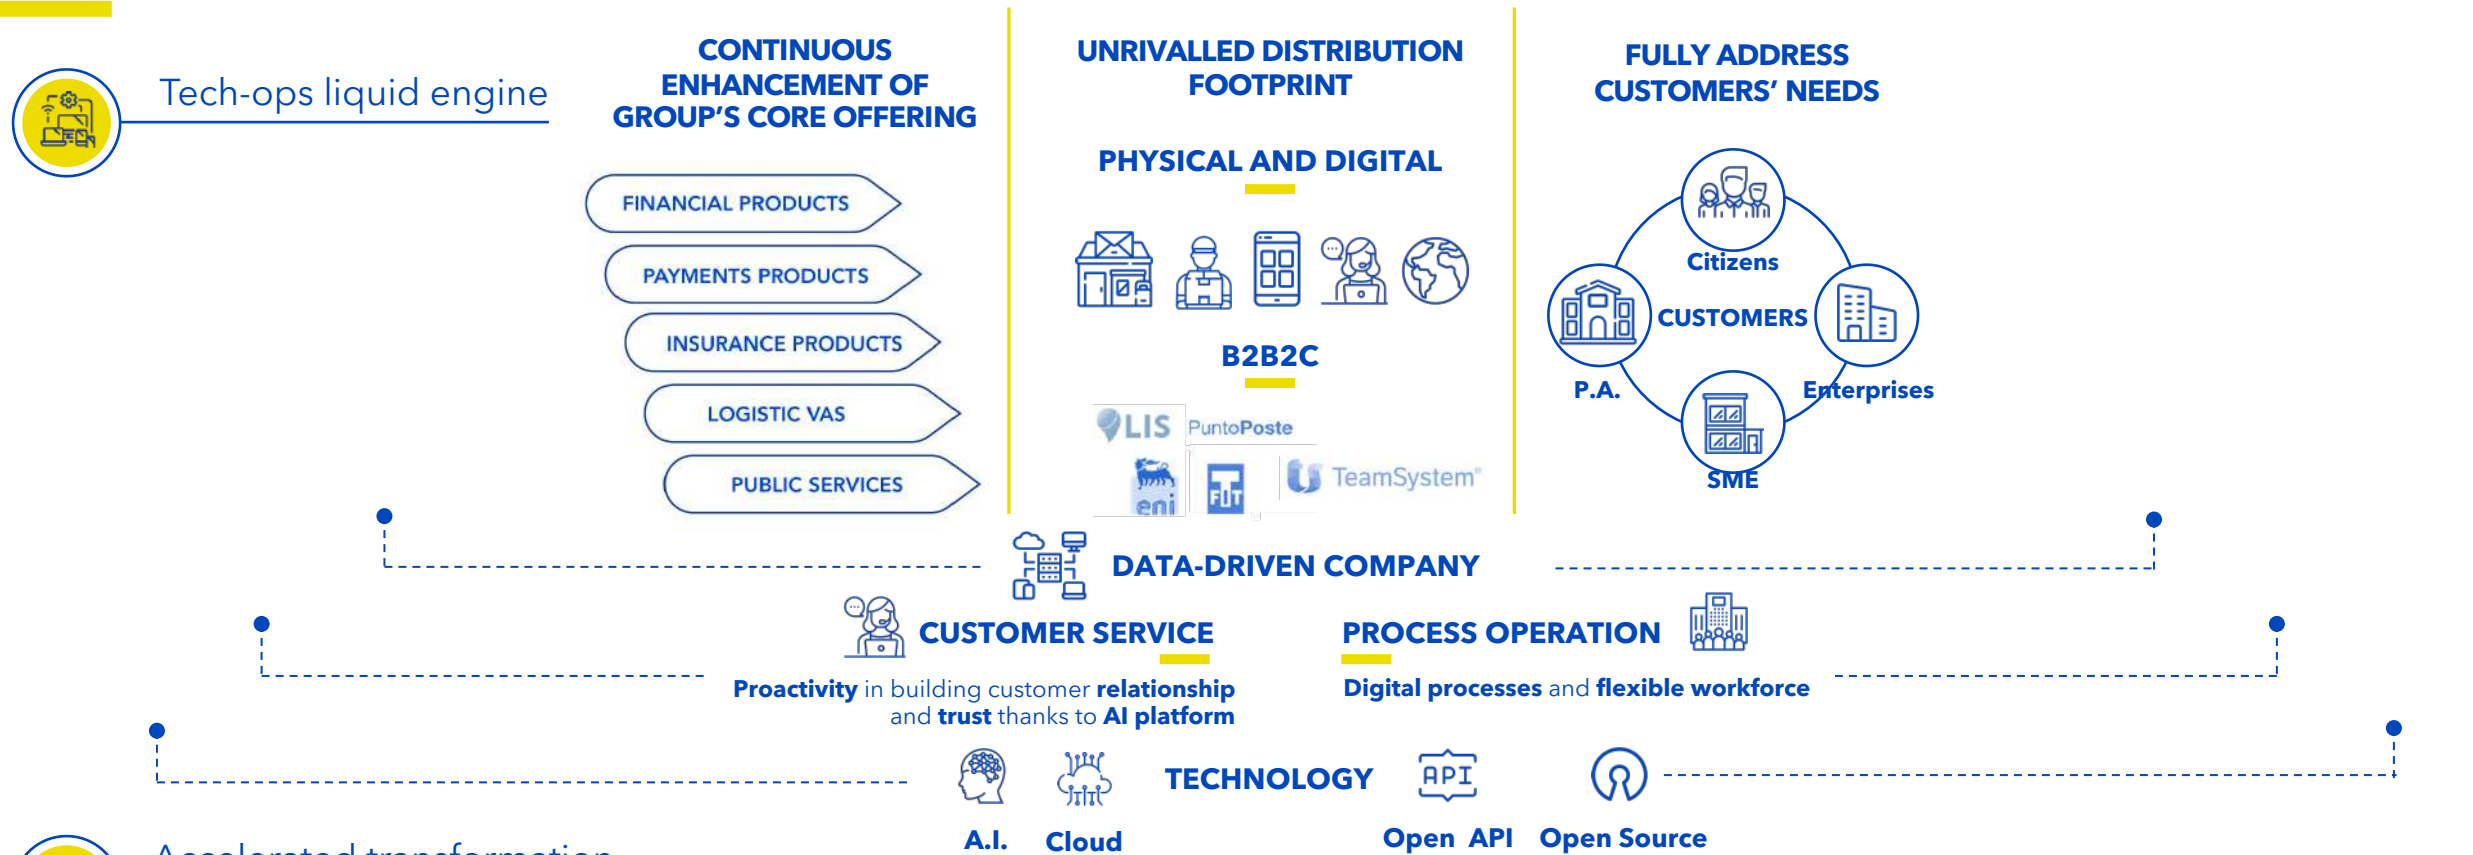 Tech-ops liquid engine
CONTINUOUS
ENHANCEMENT OF
GROUP'S CORE OFFERING
FINANCIAL PRODUCTS
PAYMENTS PRODUCTS
INSURANCE PRODUCTS
LOGISTIC VAS
PUBLIC SERVICES
UNRIVALLED DISTRIBUTION
FOOTPRINT
PHYSICAL AND DIGITAL
B2B2C
LIS
PuntoPoste
eni
T
FIT
TeamSystem®
FULLY ADDRESS
CUSTOMERS' NEEDS
Citizens
CUSTOMERS
P.A.
Enterprises
SME
DATA-DRIVEN COMPANY
CUSTOMER SERVICE
Proactivity in building customer relationship
and trust thanks to AI platform
PROCESS OPERATION
Digital processes and flexible workforce
TECHNOLOGY
API
A.I.
Cloud
Open API
Open Source
Accelerated transformation